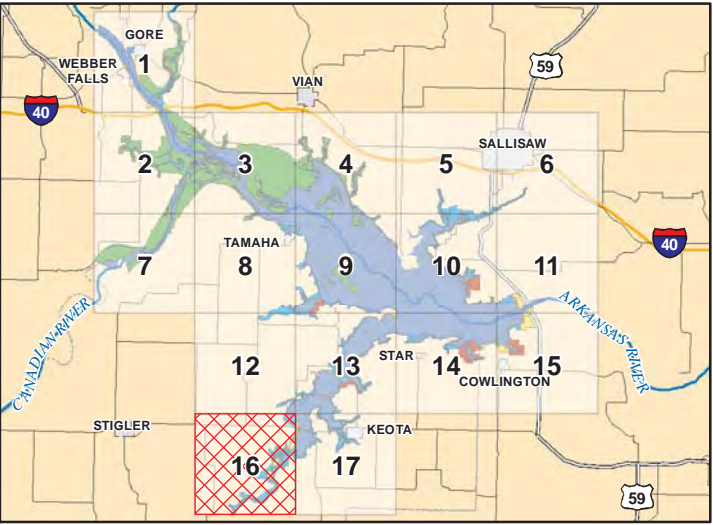 GORE
1
WEBBER
FALLS
59
VIAN
40
SALLISAW
2
3
4
5
6
TAMAHA
40
7
8
9
10
11
CANADIAN RIVER
ARKANSAS RIVER
12
13
STAR
14
15
COWLINGTON
STIGLER
KEOTA
16
17
59